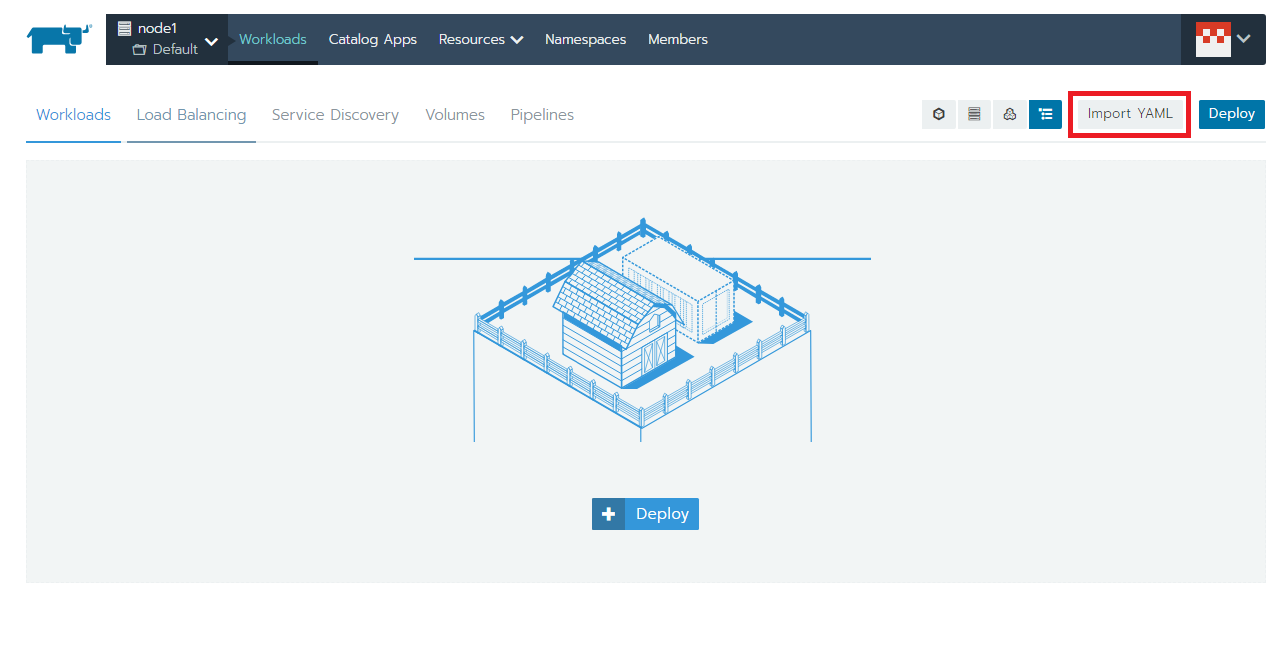 node1
Default
Workloads Catalog Apps Resources Namespaces Members
Workloads Load Balancing Service Discovery Volumes Pipelines Import YAML Deploy
Deploy